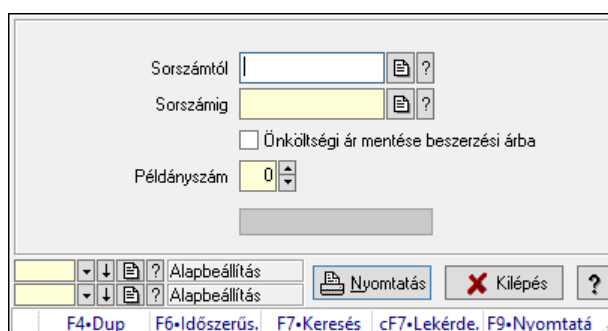 Sorszámtól ?
Sorszámig ?
Önköltségi ár mentése beszerzési árba
Példányszám 0
? Alapbeállítás
? Alapbeállítás
Nyomtatás Kilépés ?
F4•Dup F6•Időszerűs. F7•Keresés cF7•Lekérde. F9•Nyomtatá